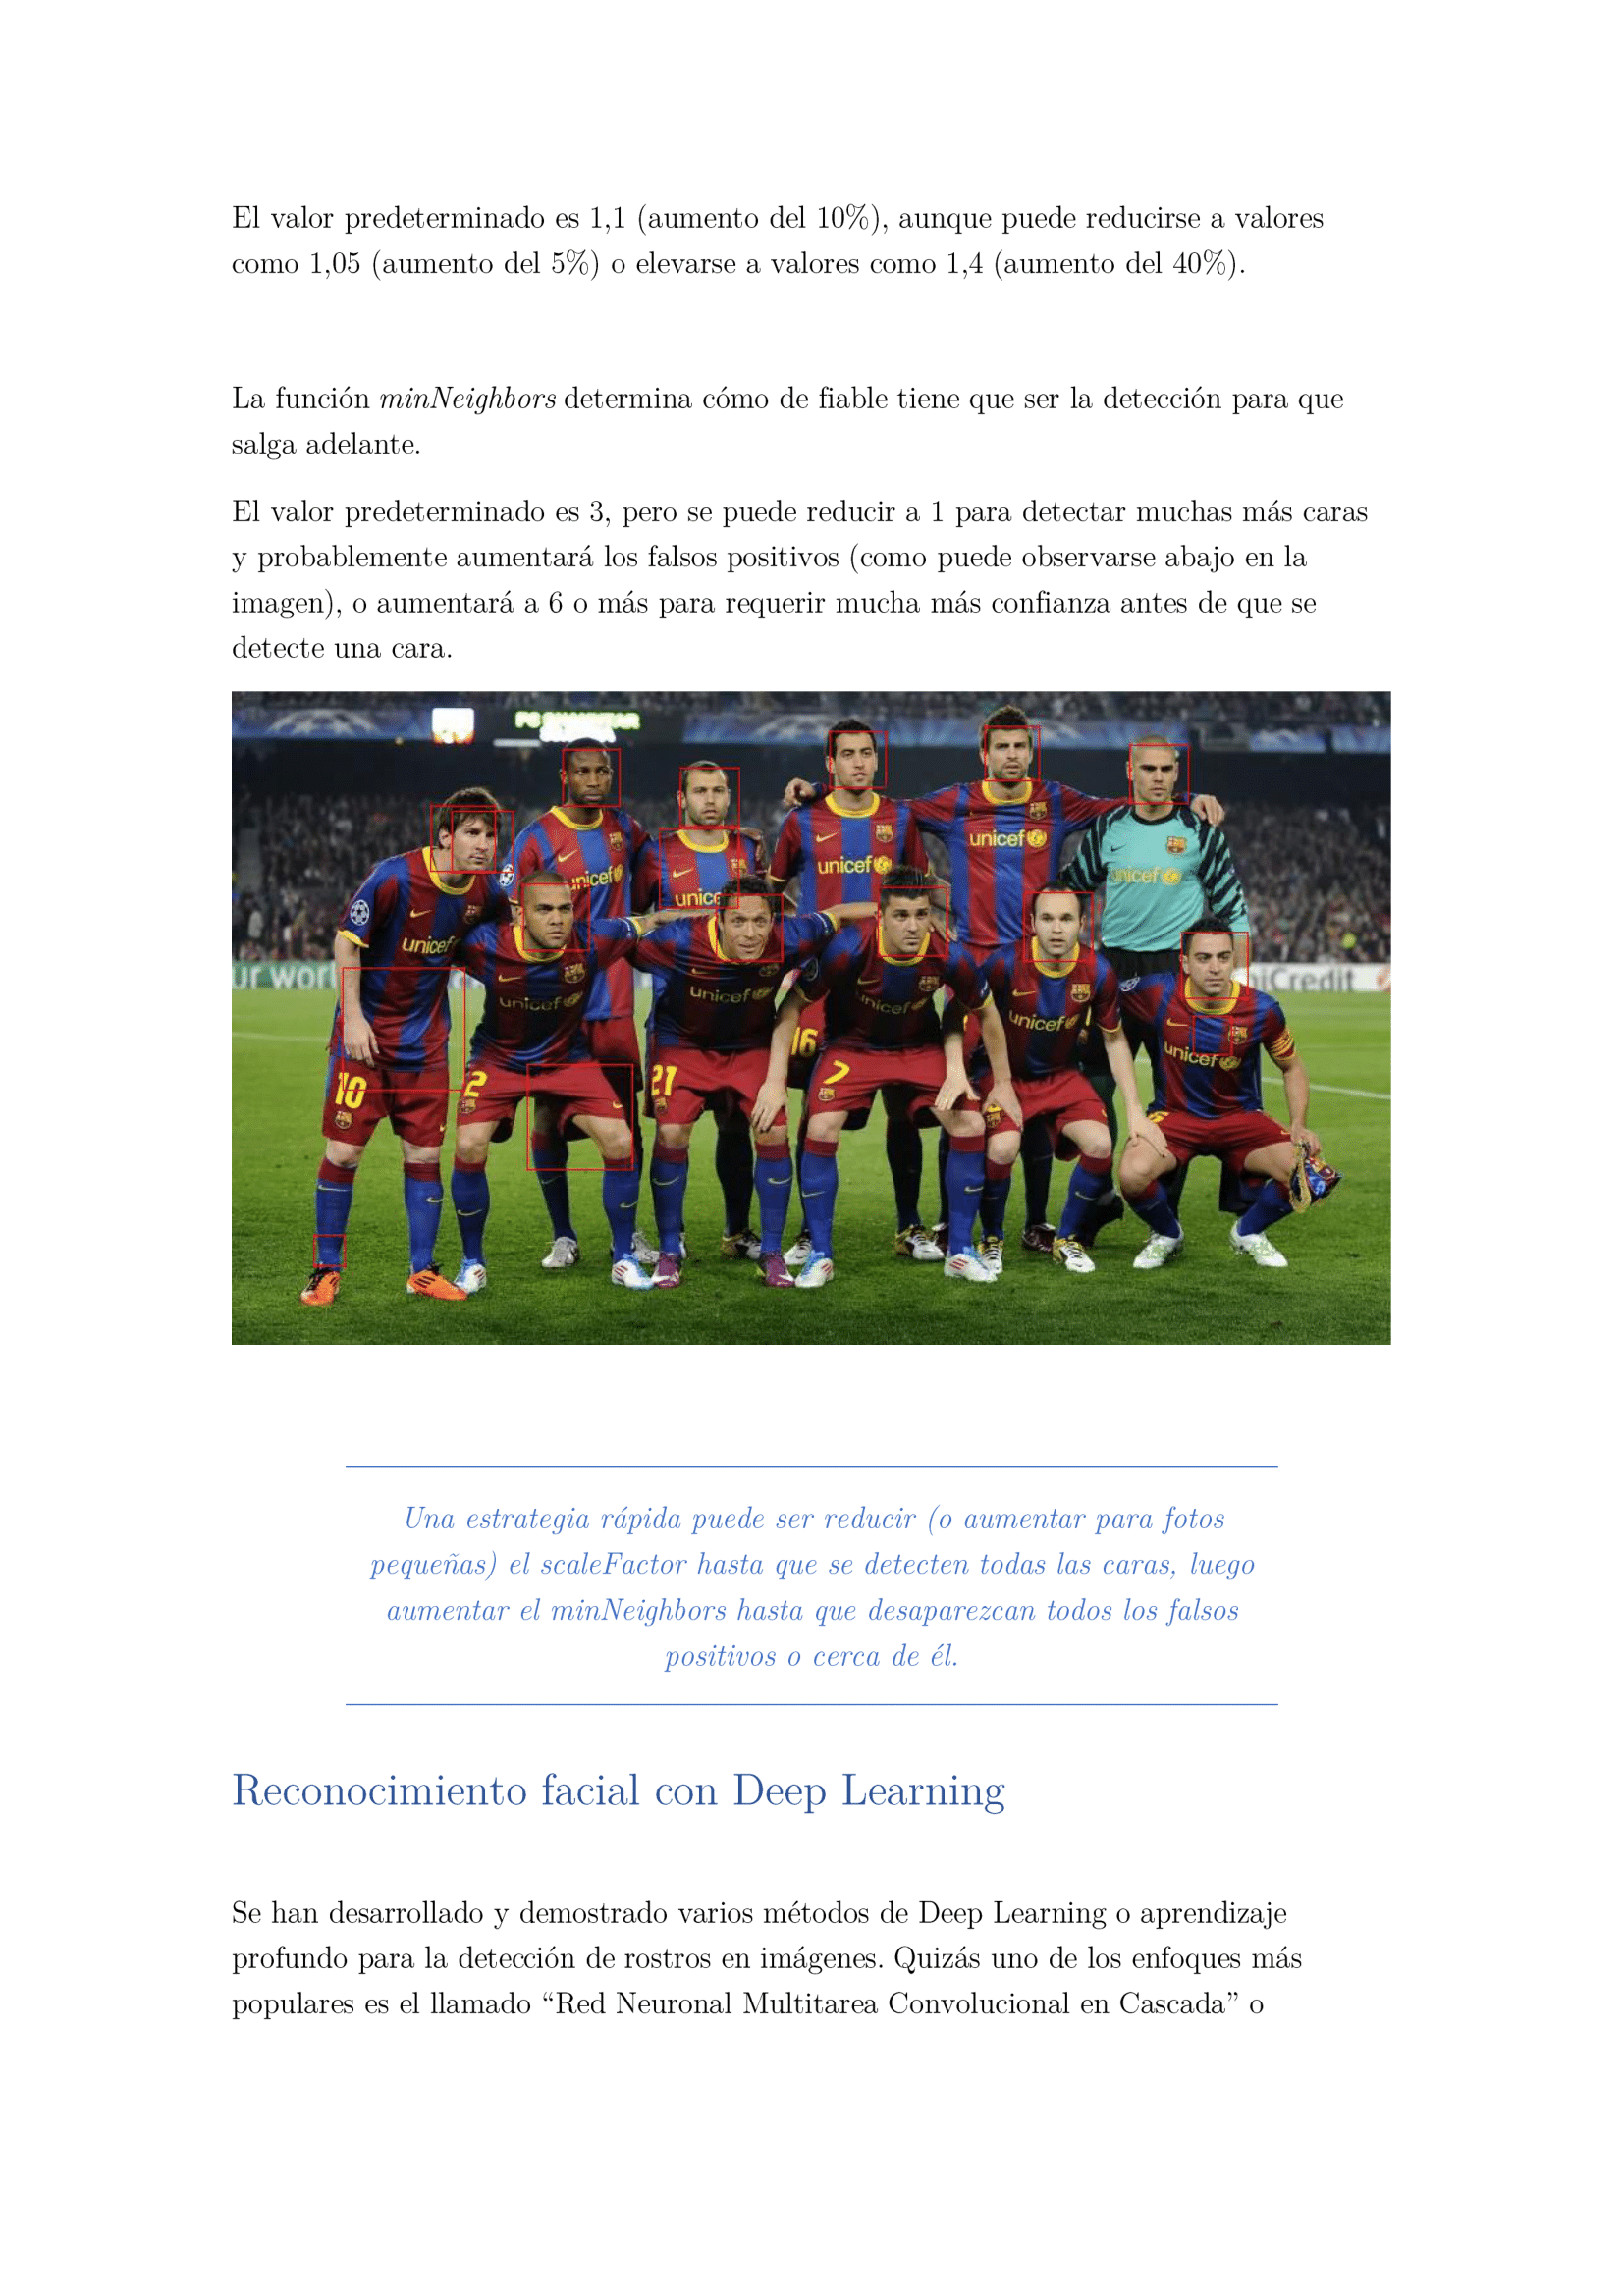 El valor predeterminado es 1,1 (aumento del 10%), aunque puede reducirse a valores
como 1,05 (aumento del 5%) o elevarse a valores como 1,4 (aumento del 40%).
La función minNeighbors determina cómo de fiable tiene que ser la detección para que
salga adelante.
El valor predeterminado es 3, pero se puede reducir a 1 para detectar muchas más caras
y probablemente aumentará los falsos positivos (como puede observarse abajo en la
imagen), o aumentará a 6 o más para requerir mucha más confianza antes de que se
detecte una cara.
unicef
unicef
unicef
unicef
unice
unicef
ur worl
unicef
unicef
unicef
unicef
unicef
niCredit
16
10
2
21
7
Una estrategia rápida puede ser reducir (o aumentar para fotos
pequeñas) el scaleFactor hasta que se detecten todas las caras, luego
aumentar el minNeighbors hasta que desaparezcan todos los falsos
positivos o cerca de él.
Reconocimiento facial con Deep Learning
Se han desarrollado y demostrado varios métodos de Deep Learning o aprendizaje
profundo para la detección de rostros en imágenes. Quizás uno de los enfoques más
populares es el llamado “Red Neuronal Multitarea Convolucional en Cascada” o